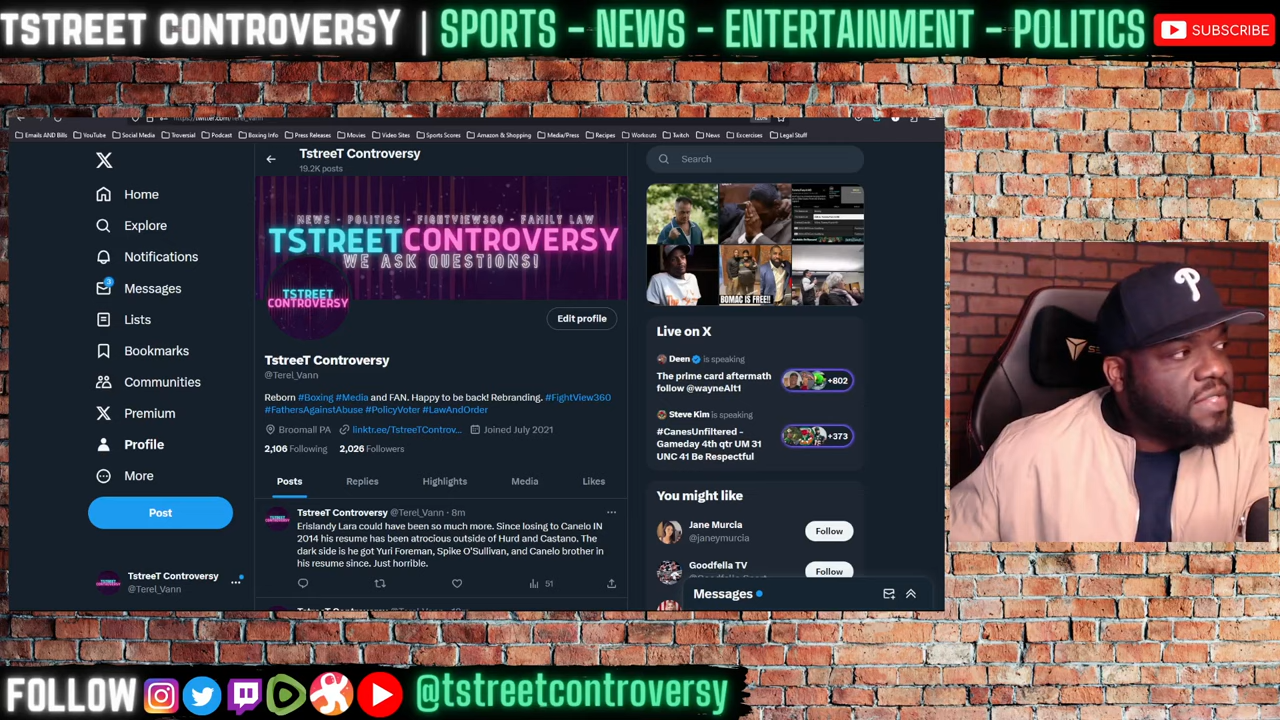 TSTREET CONTROVERSY | SPORTS - NEWS - ENTERTAINMENT - POLITICS
SUBSCRIBE
Emails AND Bills YouTube Social Media Troversial Podcast Boxing Info Press Releases Movies Video Sites Sports Scores Amazon & Shopping Media/Press Recipes Workouts Twitch News Excercises Legal Stuff
Home
Explore
Notifications
3
Messages
Lists
Bookmarks
Communities
Premium
Profile
More
Post
TstreeT Controversy
@Terel_Vann
TstreeT Controversy
19.2K posts
NEWS - POLITICS - FIGHTVIEW360 - FAMILY LAW
TSTREETCONTROVERSY
WE ASK QUESTIONS!
TSTREET
CONTROVERSY
Edit profile
TstreeT Controversy
@Terel_Vann
Reborn #Boxing #Media and FAN. Happy to be back! Rebranding. #FightView360
#FathersAgainstAbuse #PolicyVoter #LawAndOrder
Broomall PA linktr.ee/TstreeTControv... Joined July 2021
2,106 Following 2,026 Followers
Posts Replies Highlights Media Likes
TstreeT Controversy @Terel_Vann · 8m
Erislandy Lara could have been so much more. Since losing to Canelo IN
2014 his resume has been atrocious outside of Hurd and Castano. The
dark side is he got Yuri Foreman, Spike O'Sullivan, and Canelo brother in
his resume since. Just horrible.
51
Search
BOMAC IS FREE!!
Live on X
Deen is speaking
The prime card aftermath
follow @wayneAlt1
+802
Steve Kim is speaking
#CanesUnfiltered -
Gameday 4th qtr UM 31
UNC 41 Be Respectful
+373
You might like
Jane Murcia
@janeymurcia
Follow
Goodfella TV
Follow
Messages
P
FOLLOW @tstreetcontroversy